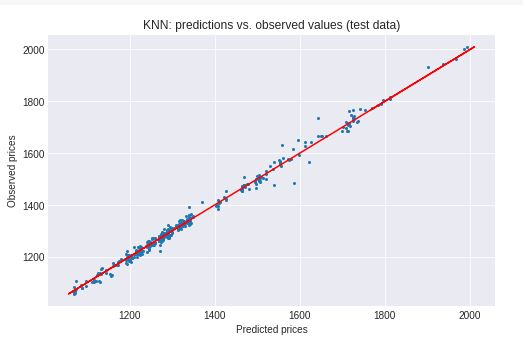 KNN: predictions vs. observed values (test data)
2000
1800
1600
1400
1200
Observed prices
1200 1400 1600 1800 2000
Predicted prices